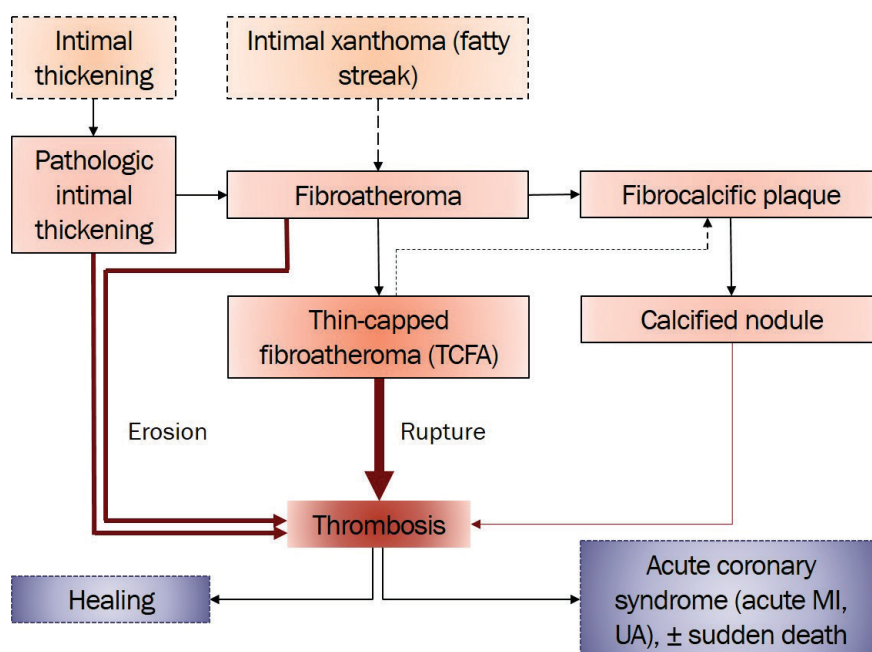 Intimal
thickening
Intimal xanthoma (fatty
streak)
Pathologic
intimal
thickening
Fibroatheroma
Fibrocalcific plaque
Thin-capped
fibroatheroma (TCFA)
Calcified nodule
Erosion
Rupture
Thrombosis
Healing
Acute coronary
syndrome (acute MI,
UA), ± sudden death